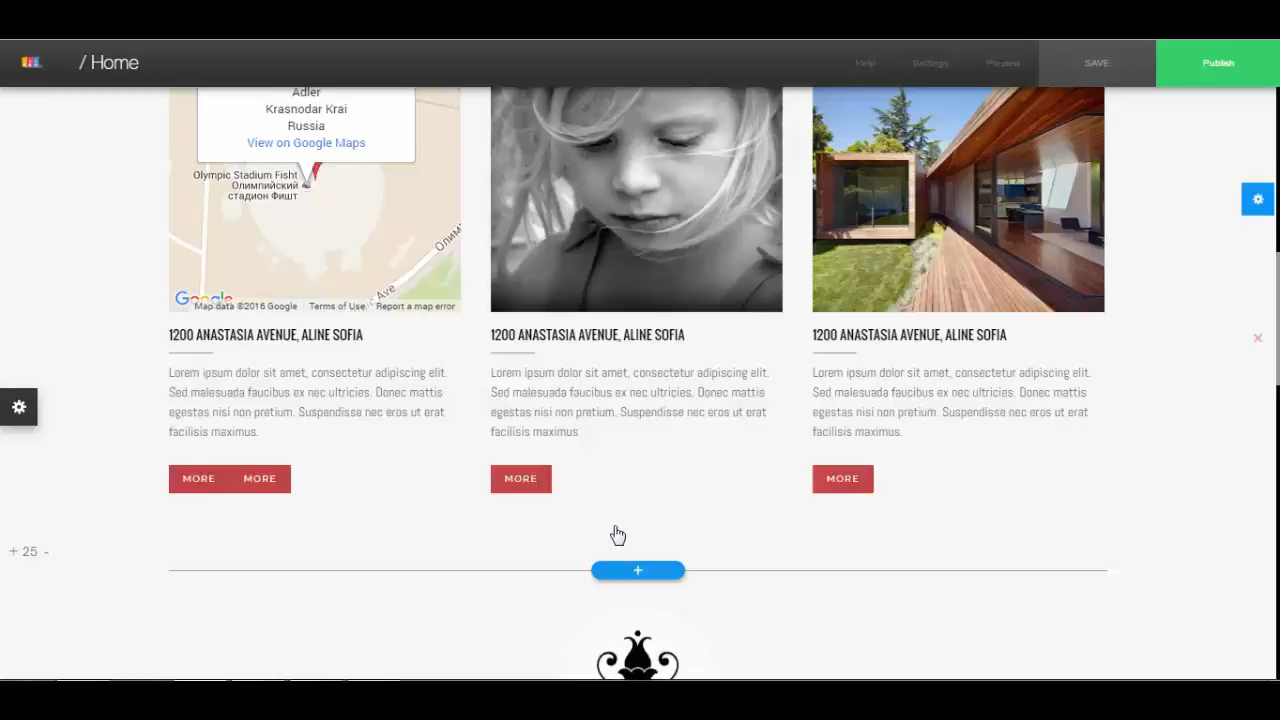 / Home
Help Settings Preview SAVE Publish
Adler
Krasnodar Krai
Russia
View on Google Maps
Olympic Stadium Fisht
Олимпийский
стадион Фишт
Олим
Ave
Google Map data ©2016 Google Terms of Use Report a map error
1200 ANASTASIA AVENUE, ALINE SOFIA
Lorem ipsum dolor sit amet, consectetur adipiscing elit.
Sed malesuada faucibus ex nec ultricies. Donec mattis
egestas nisi non pretium. Suspendisse nec eros ut erat
facilisis maximus.
MORE MORE
1200 ANASTASIA AVENUE, ALINE SOFIA
Lorem ipsum dolor sit amet, consectetur adipiscing elit.
Sed malesuada faucibus ex nec ultricies. Donec mattis
egestas nisi non pretium. Suspendisse nec eros ut erat
facilisis maximus
MORE
1200 ANASTASIA AVENUE, ALINE SOFIA
Lorem ipsum dolor sit amet, consectetur adipiscing elit.
Sed malesuada faucibus ex nec ultricies. Donec mattis
egestas nisi non pretium. Suspendisse nec eros ut erat
facilisis maximus.
MORE
+ 25 -
+